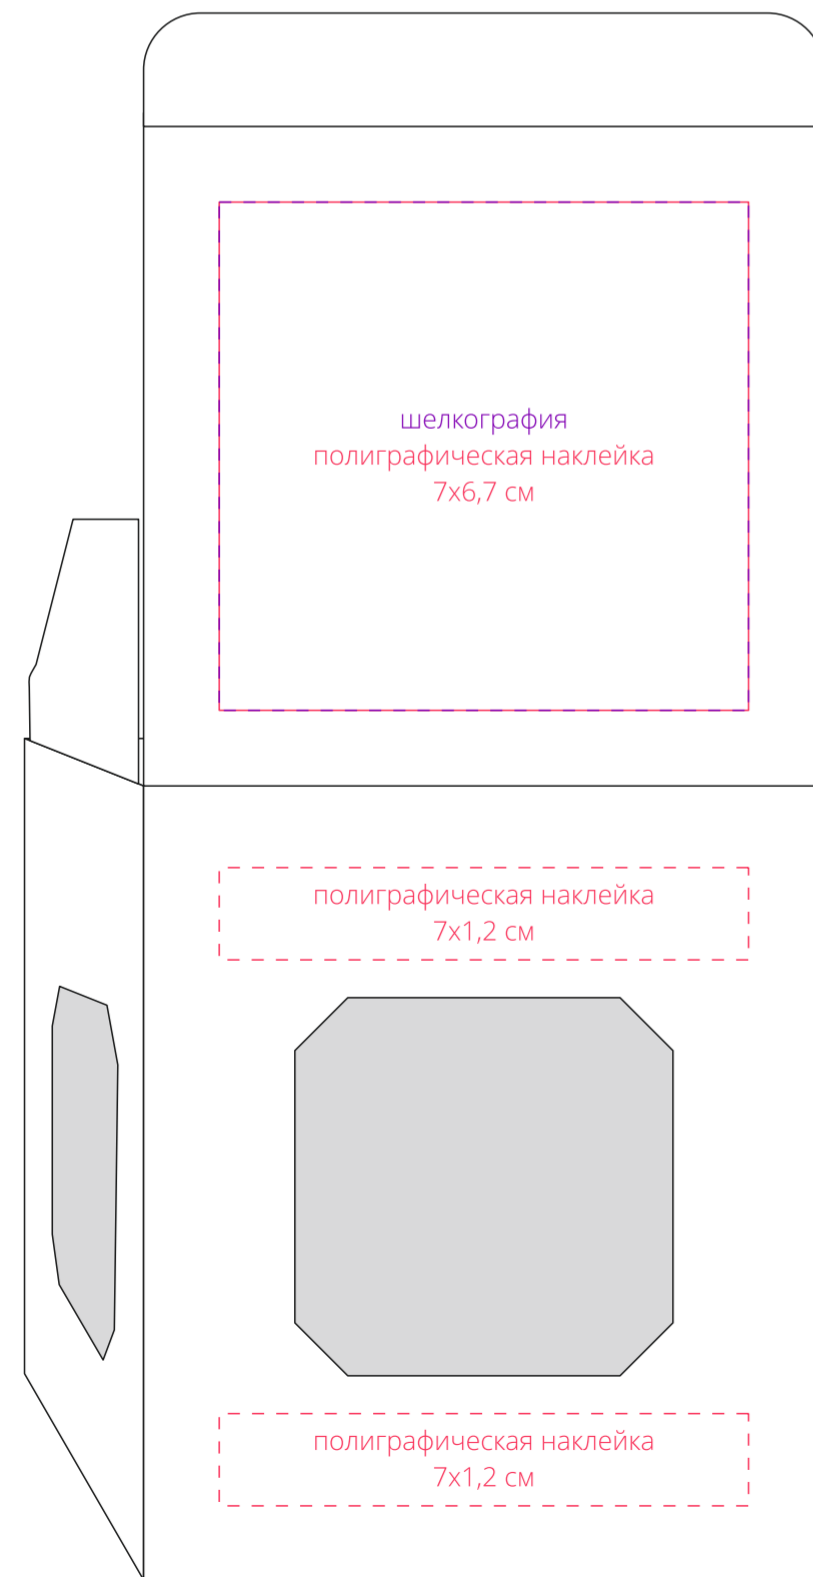 шелкография
полиграфическая наклейка
7х6,7 см
полиграфическая наклейка
7х1,2 см
полиграфическая наклейка
7х1,2 см